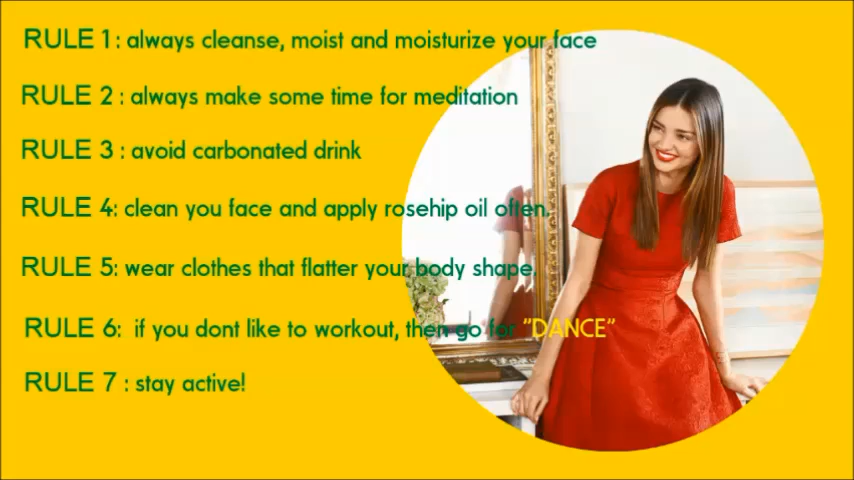 RULE 1: always cleanse, moist and moisturize your face
RULE 2 : always make some time for meditation
RULE 3 : avoid carbonated drink
RULE 4: clean you face and apply rosehip oil often.
RULE 5: wear clothes that flatter your body shape.
RULE 6: if you dont like to workout, then go for "DANCE"
RULE 7 : stay active!